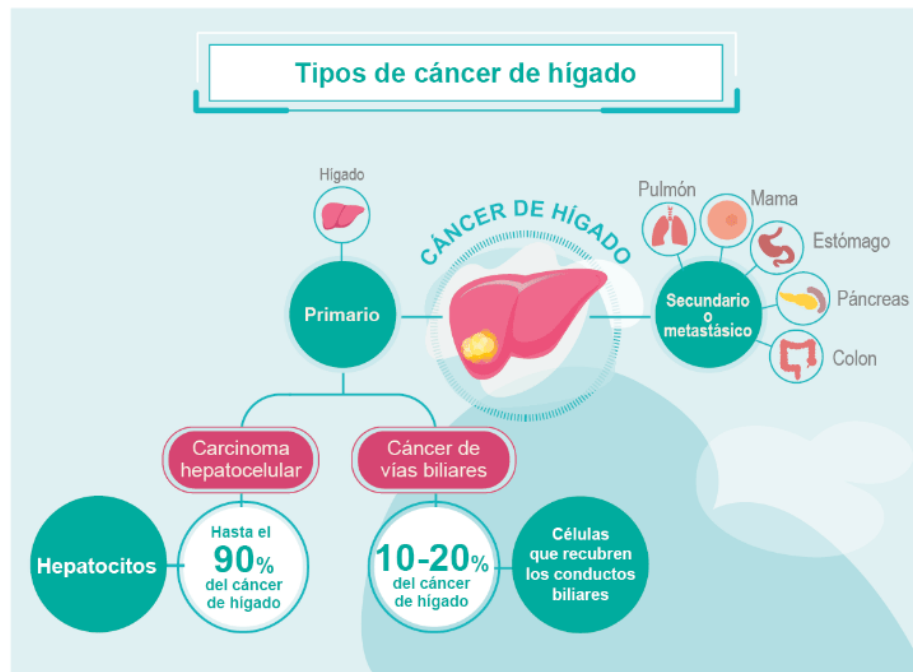 Tipos de cáncer de hígado
Hígado
CÁNCER DE HÍGADO
Pulmón
Mama
Estómago
Páncreas
Colon
Primario
Secundario
o
metastásico
Carcinoma
hepatocelular
Cáncer de
vías biliares
Hepatocitos
Hasta el
90%
del cáncer
de hígado
10-20%
del cáncer
de hígado
Células
que recubren
los conductos
biliares